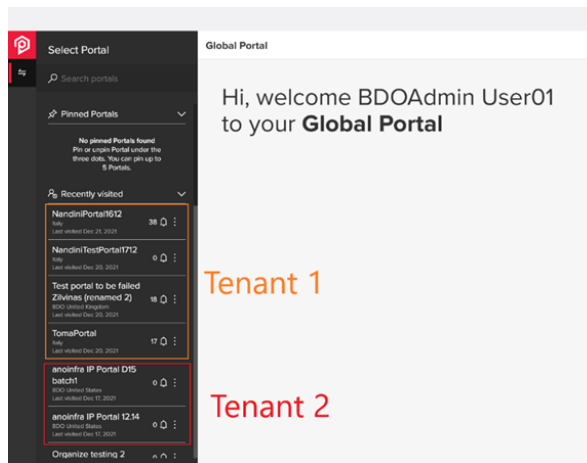 Select Portal
Global Portal
Search portals
Hi, welcome BDOAdmin User01
to your Global Portal
Pinned Portals
No pinned Portals found
Pin or unpin Portal under the
three dots. You can pin up to
5 Portals.
Recently visited
NandiniPortal1612
38
Italy
Last visited Dec 21, 2021
NandiniTestPortal1712
0
Italy
Last visited Dec 20, 2021
Test portal to be failed
Zilvinas (renamed 2)
18
BDO United Kingdom
Last visited Dec 20, 2021
Tenant 1
TomaPortal
17
Italy
Last visited Dec 20, 2021
anoinfra IP Portal D15
batch1
0
BDO United States
Last visited Dec 17, 2021
Tenant 2
anoinfra IP Portal 12.14
0
BDO United States
Last visited Dec 17, 2021
Organize testing 2